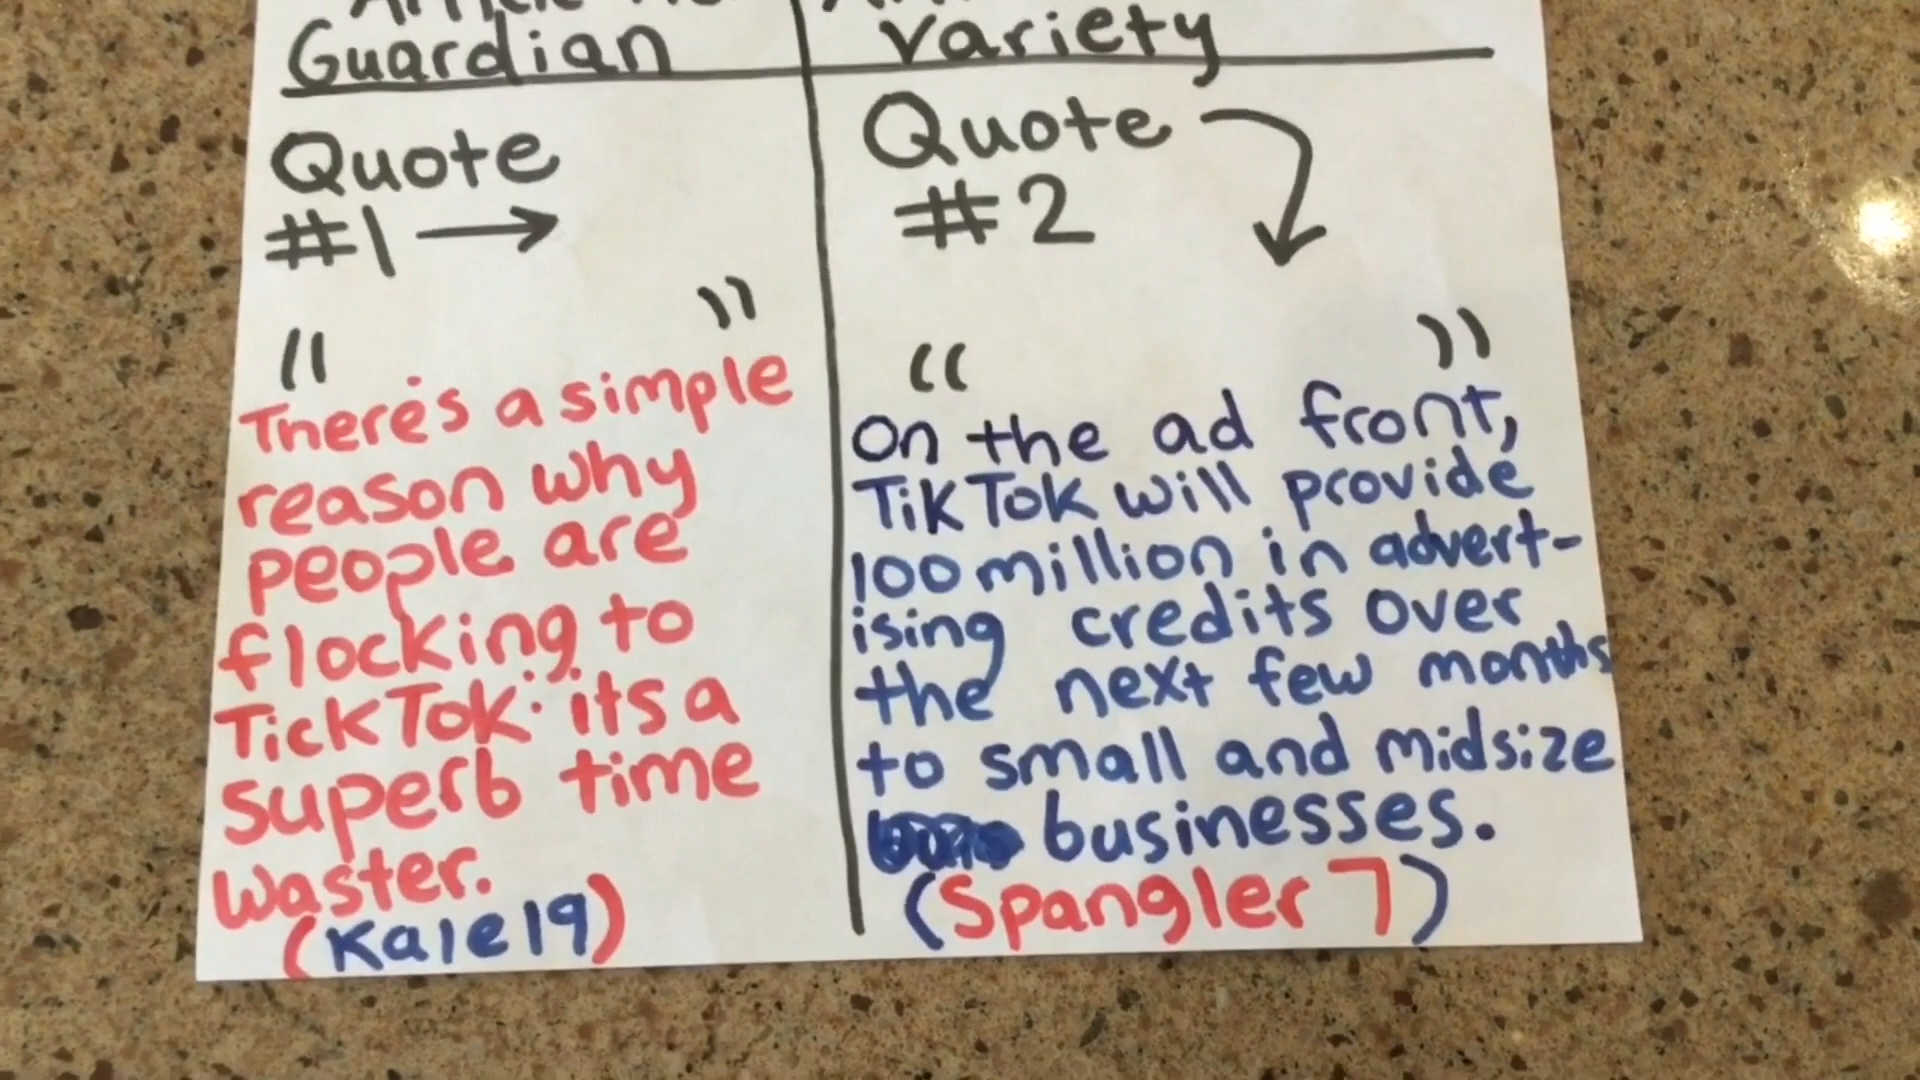 Guardian
Quote
#1 →
" "
There's a simple
reason why
people are
flocking to
TickTok: its a
superb time
waster.
(Kale 19)
Variety
Quote
#2
" "
On the ad front,
TikTok will provide
100 million in advert-
ising credits over
the next few months
to small and midsize
businesses.
(Spangler 7)